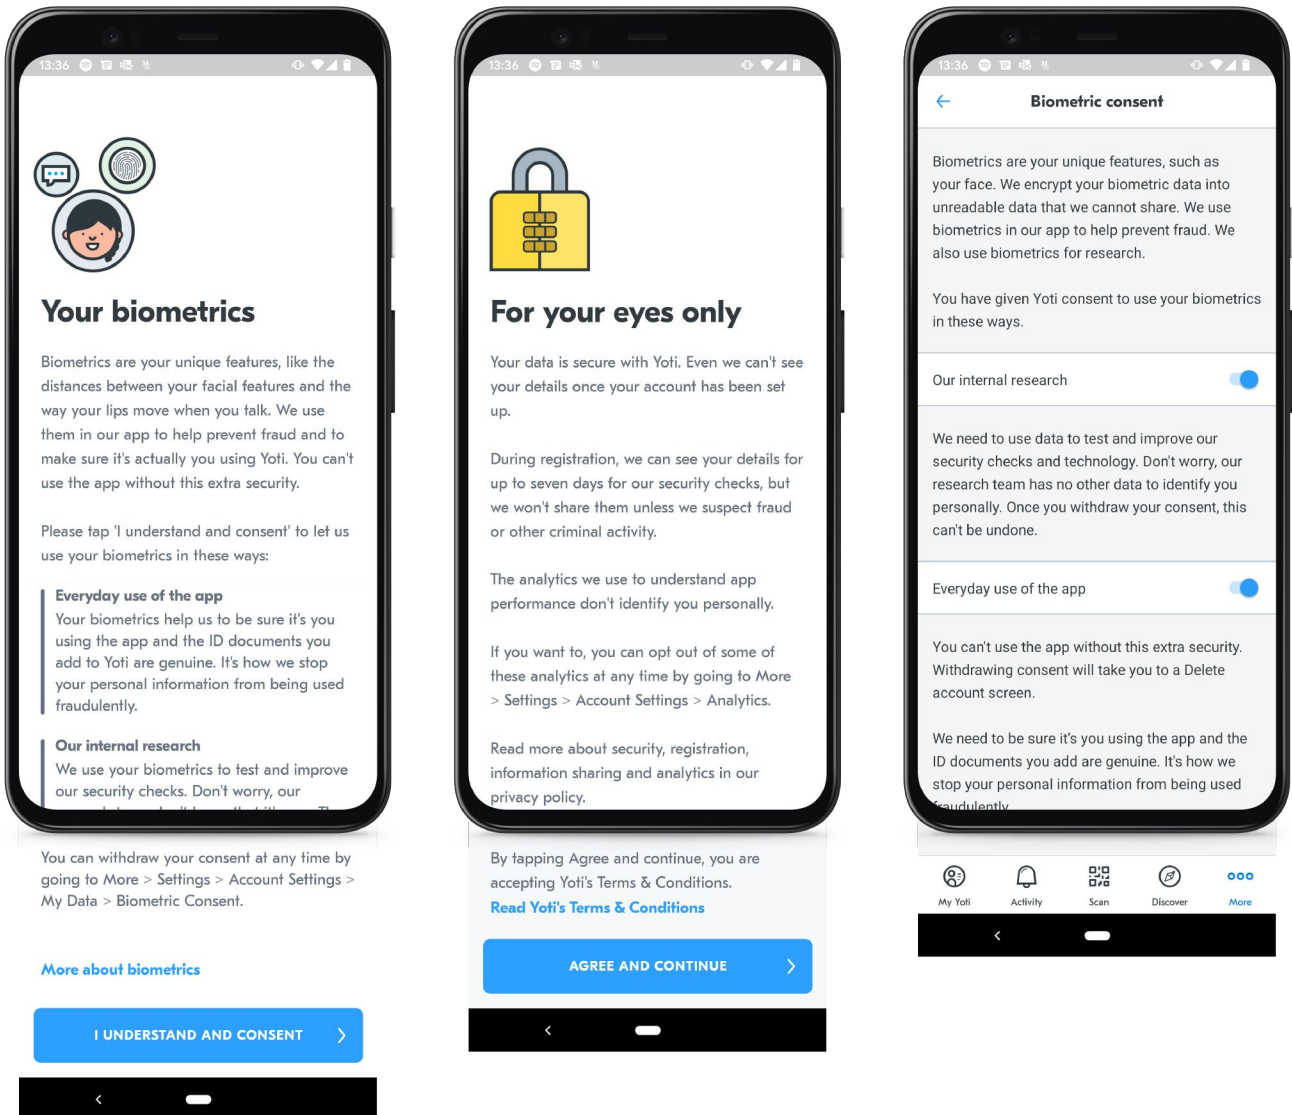 13:36
Your biometrics
Biometrics are your unique features, like the
distances between your facial features and the
way your lips move when you talk. We use
them in our app to help prevent fraud and to
make sure it's actually you using Yoti. You can't
use the app without this extra security.
Please tap 'I understand and consent' to let us
use your biometrics in these ways:
Everyday use of the app
Your biometrics help us to be sure it's you
using the app and the ID documents you
add to Yoti are genuine. It's how we stop
your personal information from being used
fraudulently.
Our internal research
We use your biometrics to test and improve
our security checks. Don't worry, our
You can withdraw your consent at any time by
going to More > Settings > Account Settings >
My Data > Biometric Consent.
More about biometrics
I UNDERSTAND AND CONSENT
13:36
For your eyes only
Your data is secure with Yoti. Even we can't see
your details once your account has been set
up.
During registration, we can see your details for
up to seven days for our security checks, but
we won't share them unless we suspect fraud
or other criminal activity.
The analytics we use to understand app
performance don't identify you personally.
If you want to, you can opt out of some of
these analytics at any time by going to More
> Settings > Account Settings > Analytics.
Read more about security, registration,
information sharing and analytics in our
privacy policy.
By tapping Agree and continue, you are
accepting Yoti's Terms & Conditions.
Read Yoti's Terms & Conditions
AGREE AND CONTINUE
13:36
Biometric consent
Biometrics are your unique features, such as
your face. We encrypt your biometric data into
unreadable data that we cannot share. We use
biometrics in our app to help prevent fraud. We
also use biometrics for research.
You have given Yoti consent to use your biometrics
in these ways.
Our internal research
We need to use data to test and improve our
security checks and technology. Don't worry, our
research team has no other data to identify you
personally. Once you withdraw your consent, this
can't be undone.
Everyday use of the app
You can't use the app without this extra security.
Withdrawing consent will take you to a Delete
account screen.
We need to be sure it's you using the app and the
ID documents you add are genuine. It's how we
stop your personal information from being used
fraudulently
My Yoti
Activity
Scan
Discover
More